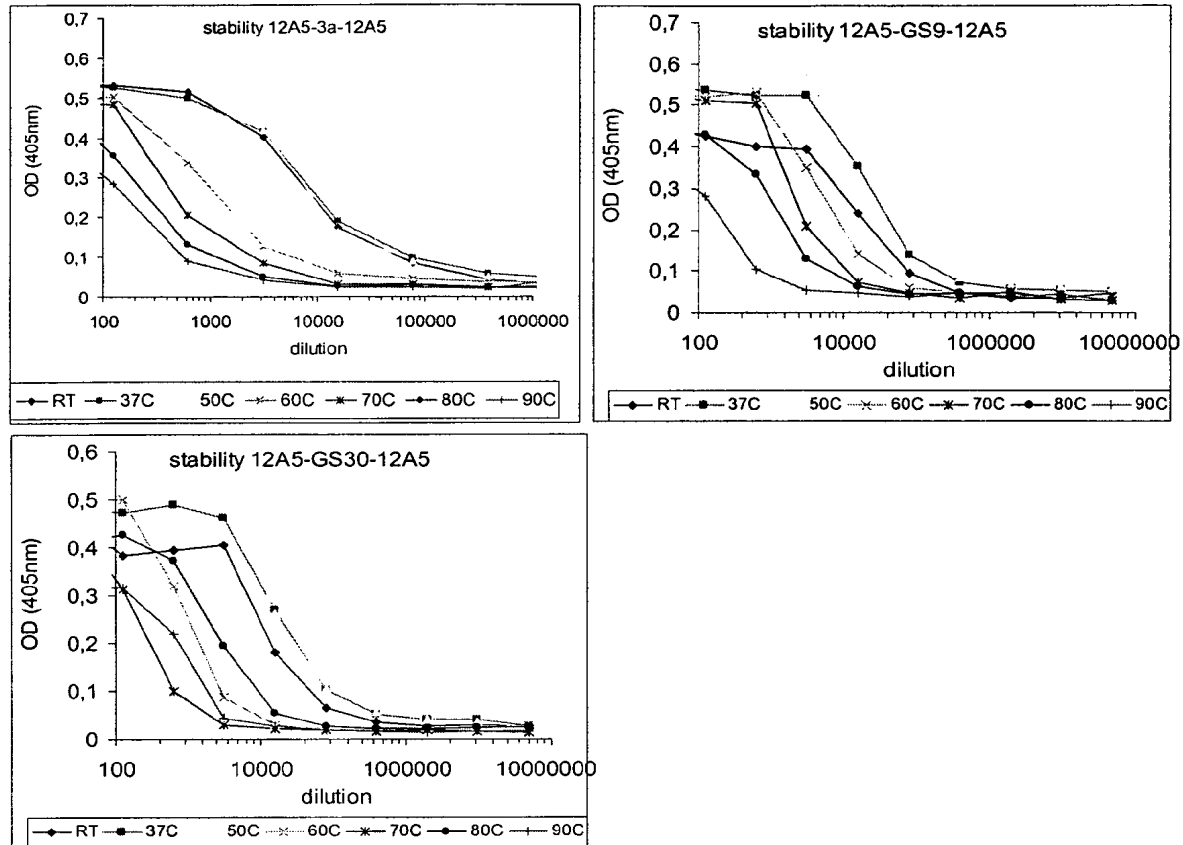 stability 12A5-3a-12A5
OD (405nm)
0,7
0,6
0,5
0,4
0,3
0,2
0,1
0
100 1000 10000 100000 1000000
dilution
RT 37C 50C 60C 70C 80C 90C
stability 12A5-GS9-12A5
OD (405nm)
0,7
0,6
0,5
0,4
0,3
0,2
0,1
0
100 10000 1000000 100000000
dilution
RT 37C 50C 60C 70C 80C 90C
stability 12A5-GS30-12A5
OD (405nm)
0,6
0,5
0,4
0,3
0,2
0,1
0
100 10000 1000000 100000000
dilution
RT 37C 50C 60C 70C 80C 90C